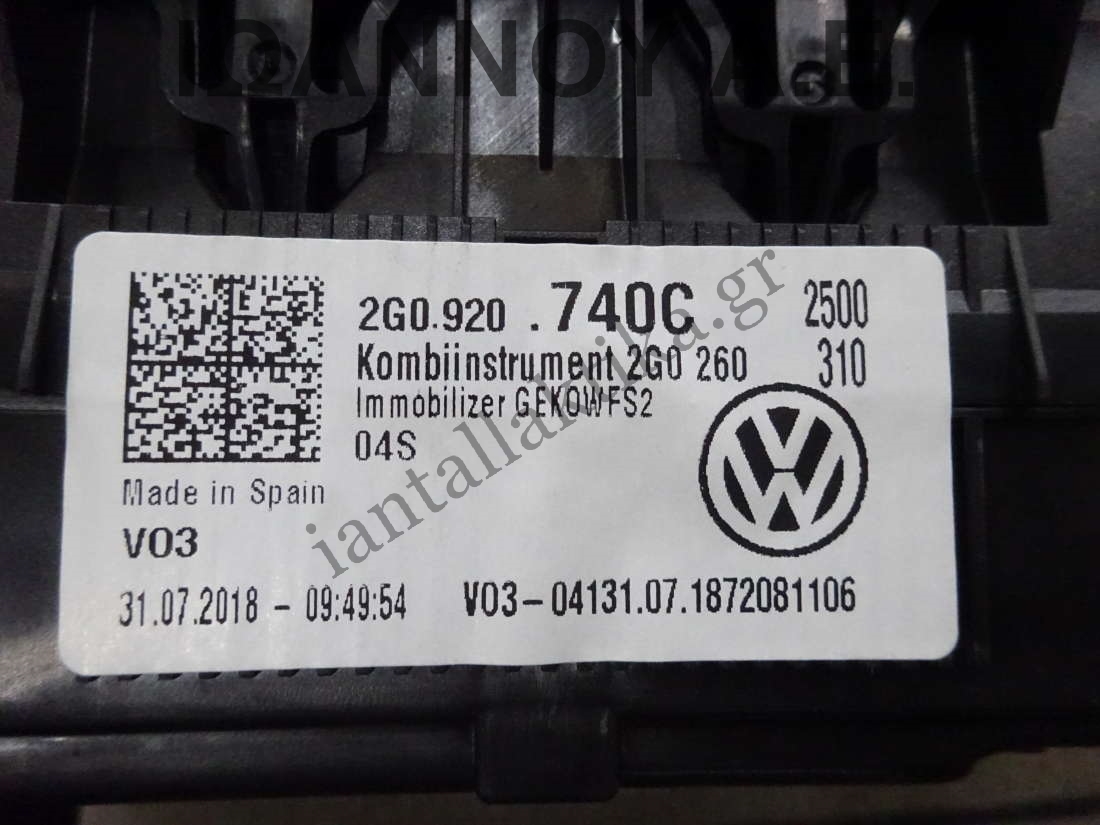 IOANNOY A.E.
2G0.920 .740C 2500
Kombiinstrument 2G0 260 310
Immobilizer GEKOWFS2
04S
Made in Spain
V03
31.07.2018 - 09:49:54 V03-04131.07.1872081106
iantallaktika.gr